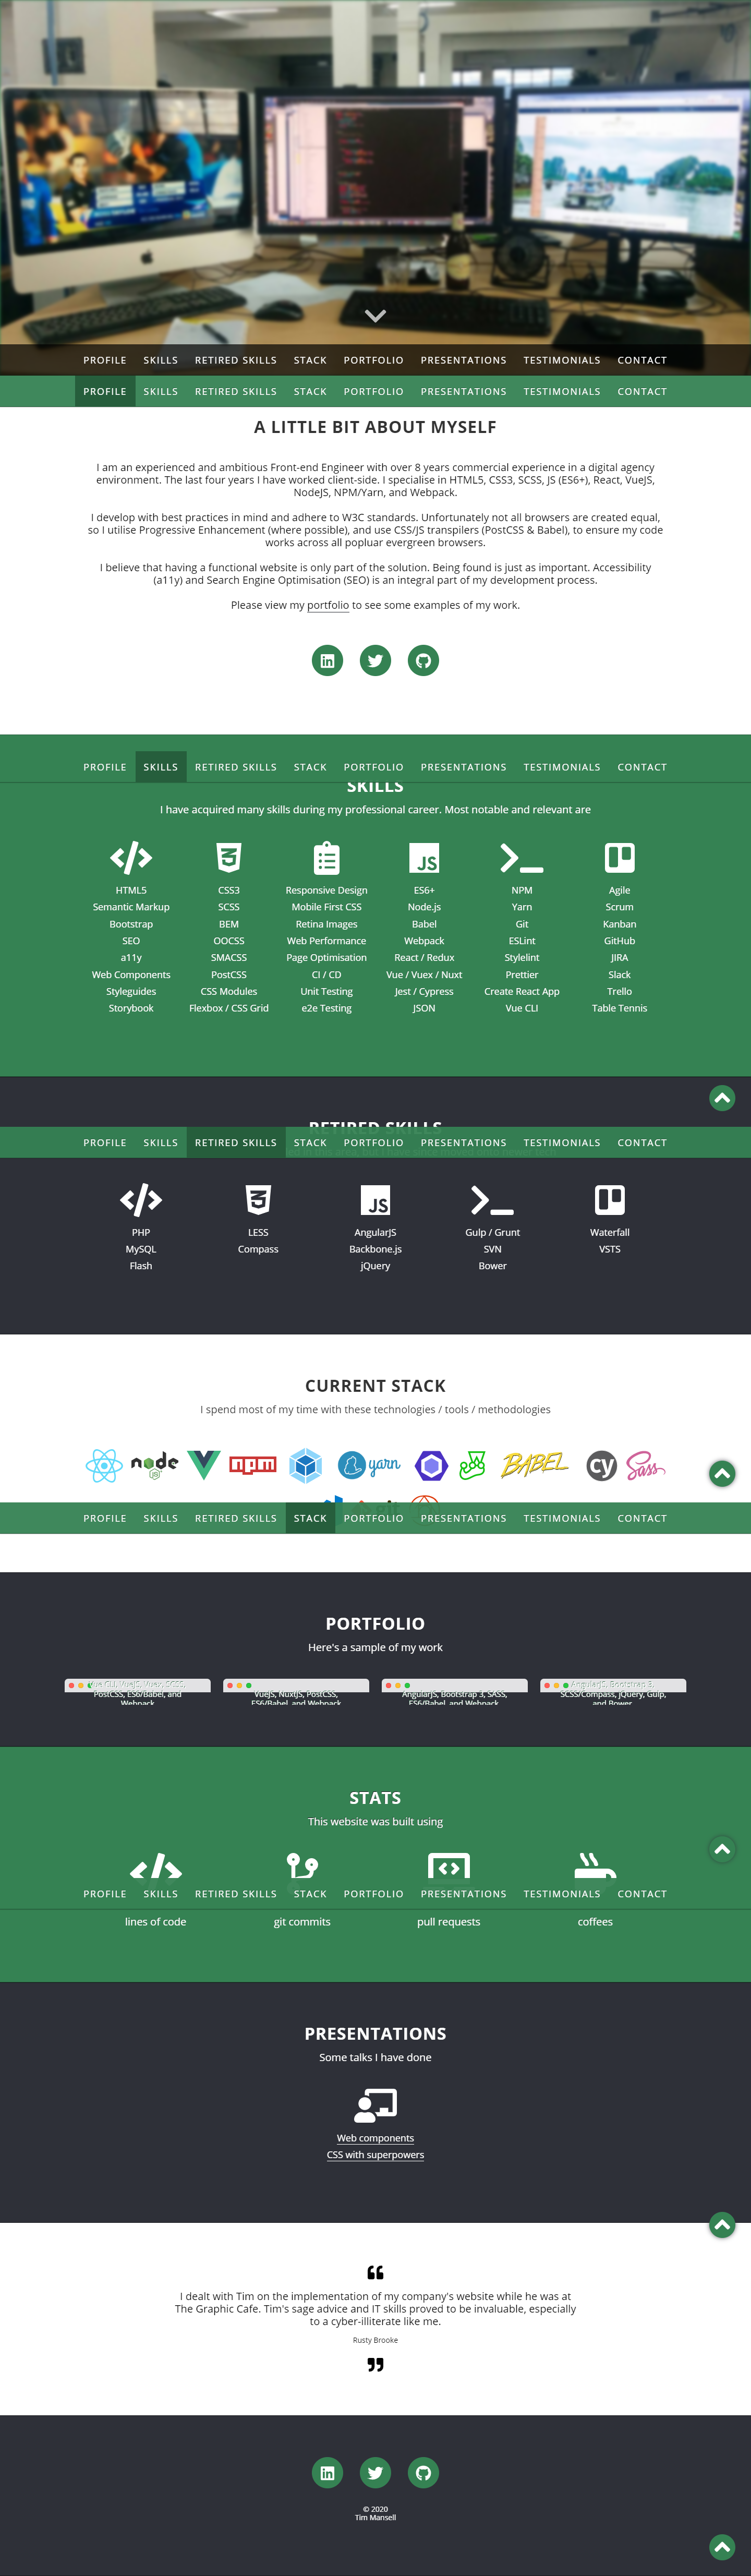 PROFILE SKILLS RETIRED SKILLS STACK PORTFOLIO PRESENTATIONS TESTIMONIALS CONTACT
PROFILE SKILLS RETIRED SKILLS STACK PORTFOLIO PRESENTATIONS TESTIMONIALS CONTACT
A LITTLE BIT ABOUT MYSELF
I am an experienced and ambitious Front-end Engineer with over 8 years commercial experience in a digital agency
environment. The last four years I have worked client-side. I specialise in HTML5, CSS3, SCSS, JS (ES6+), React, VueJS,
NodeJS, NPM/Yarn, and Webpack.
I develop with best practices in mind and adhere to W3C standards. Unfortunately not all browsers are created equal,
so I utilise Progressive Enhancement (where possible), and use CSS/JS transpilers (PostCSS & Babel), to ensure my code
works across all popluar evergreen browsers.
I believe that having a functional website is only part of the solution. Being found is just as important. Accessibility
(a11y) and Search Engine Optimisation (SEO) is an integral part of my development process.
Please view my portfolio to see some examples of my work.
PROFILE SKILLS RETIRED SKILLS STACK PORTFOLIO PRESENTATIONS TESTIMONIALS CONTACT
SKILLS
I have acquired many skills during my professional career. Most notable and relevant are
JS
HTML5 CSS3 Responsive Design ES6+ NPM Agile
Semantic Markup SCSS Mobile First CSS Node.js Yarn Scrum
Bootstrap BEM Retina Images Babel Git Kanban
SEO OOCSS Web Performance Webpack ESLint GitHub
a11y SMACSS Page Optimisation React / Redux Stylelint JIRA
Web Components PostCSS CI / CD Vue / Vuex / Nuxt Prettier Slack
Styleguides CSS Modules Unit Testing Jest / Cypress Create React App Trello
Storybook Flexbox / CSS Grid e2e Testing JSON Vue CLI Table Tennis
RETIRED SKILLS
PROFILE SKILLS RETIRED SKILLS STACK PORTFOLIO PRESENTATIONS TESTIMONIALS CONTACT
JS
PHP LESS AngularJS Gulp / Grunt Waterfall
MySQL Compass Backbone.js SVN VSTS
Flash jQuery Bower
CURRENT STACK
I spend most of my time with these technologies / tools / methodologies
node JS npm yarn BABEL cy Sass
git
PROFILE SKILLS RETIRED SKILLS STACK PORTFOLIO PRESENTATIONS TESTIMONIALS CONTACT
PORTFOLIO
Here's a sample of my work
Vue CLI, VueJS, Vuex, SCSS, AngularJS, Bootstrap 3,
PostCSS, ES6/Babel, and VueJS, NuxtJS, PostCSS, AngularJS, Bootstrap 3, SASS, SCSS/Compass, jQuery, Gulp,
Webpack ES6/Babel, and Webpack ES6/Babel, and Webpack and Bower
STATS
This website was built using
PROFILE SKILLS RETIRED SKILLS STACK PORTFOLIO PRESENTATIONS TESTIMONIALS CONTACT
lines of code git commits pull requests coffees
PRESENTATIONS
Some talks I have done
Web components
CSS with superpowers
I dealt with Tim on the implementation of my company's website while he was at
The Graphic Cafe. Tim's sage advice and IT skills proved to be invaluable, especially
to a cyber-illiterate like me.
Rusty Brooke
© 2020
Tim Mansell